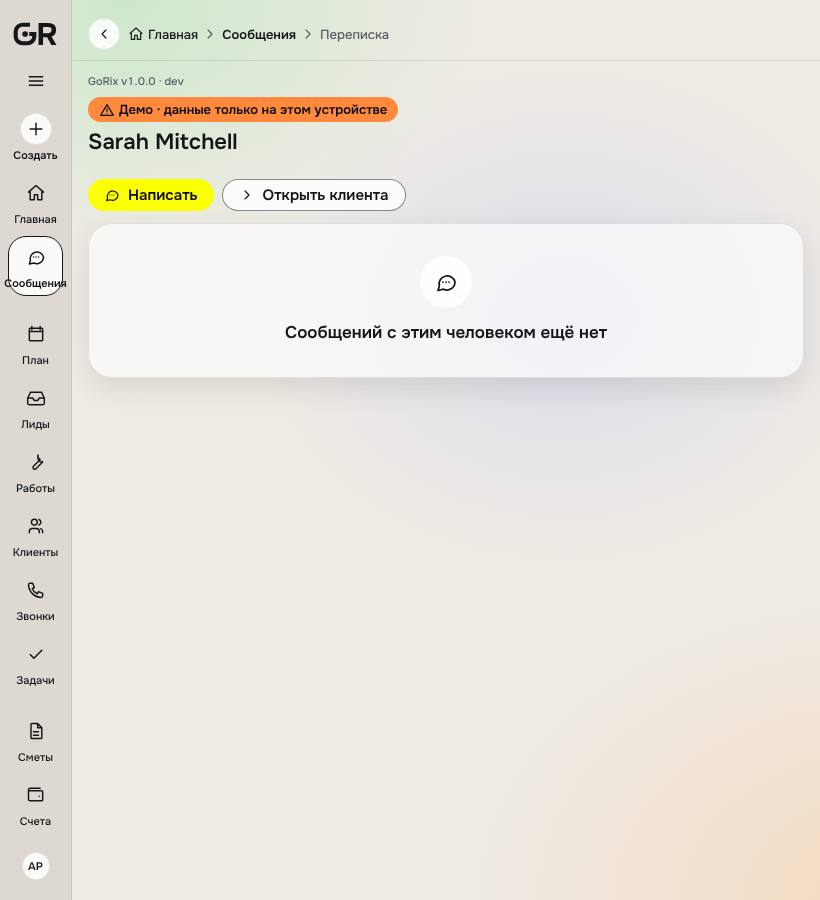 GR
Создать
Главная
Сообщения
План
Лиды
Работы
Клиенты
Звонки
Задачи
Сметы
Счета
AP
Главная > Сообщения > Переписка
GoRix v1.0.0 · dev
Демо · данные только на этом устройстве
Sarah Mitchell
Написать
Открыть клиента
Сообщений с этим человеком ещё нет